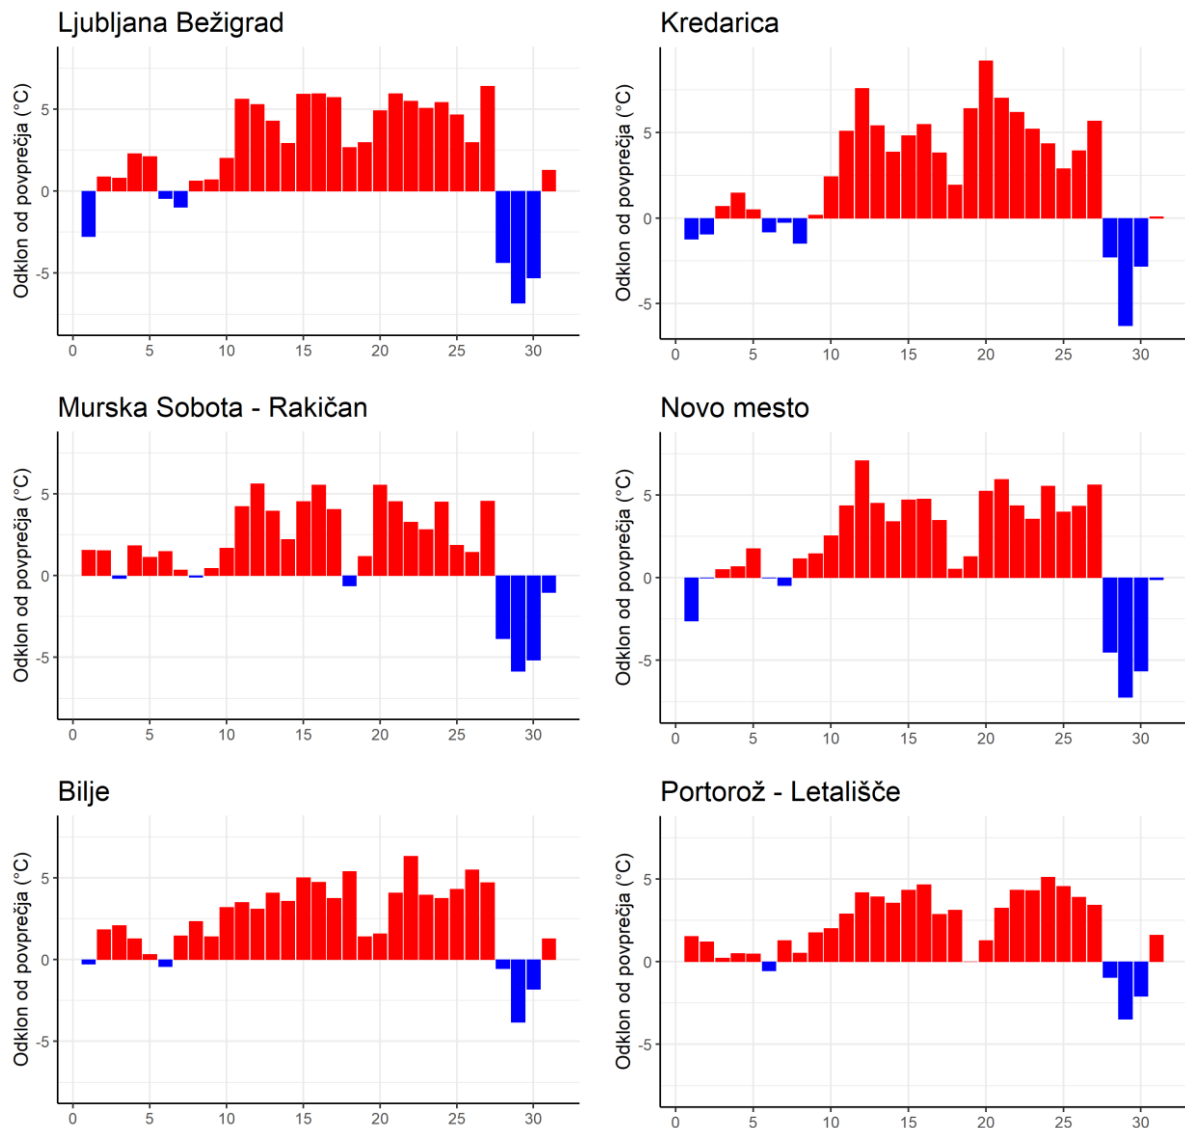 Ljubljana Bežigrad
Odklon od povprečja (°C)
5
0
-5
0 5 10 15 20 25 30
Kredarica
Odklon od povprečja (°C)
5
0
-5
0 5 10 15 20 25 30
Murska Sobota - Rakičan
Odklon od povprečja (°C)
5
0
-5
0 5 10 15 20 25 30
Novo mesto
Odklon od povprečja (°C)
5
0
-5
0 5 10 15 20 25 30
Bilje
Odklon od povprečja (°C)
5
0
-5
0 5 10 15 20 25 30
Portorož - Letališče
Odklon od povprečja (°C)
5
0
-5
0 5 10 15 20 25 30